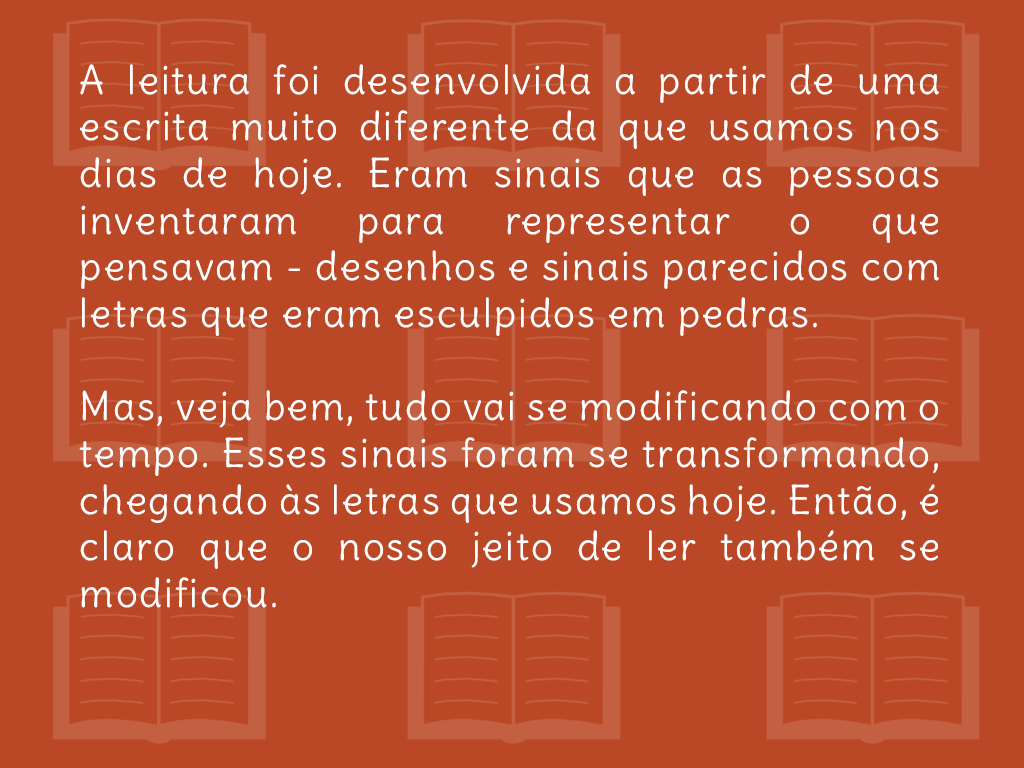 A leitura foi desenvolvida a partir de uma
escrita muito diferente da que usamos nos
dias de hoje. Eram sinais que as pessoas
inventaram para representar o que
pensavam - desenhos e sinais parecidos com
letras que eram esculpidos em pedras.
Mas, veja bem, tudo vai se modificando com o
tempo. Esses sinais foram se transformando,
chegando às letras que usamos hoje. Então, é
claro que o nosso jeito de ler também se
modificou.